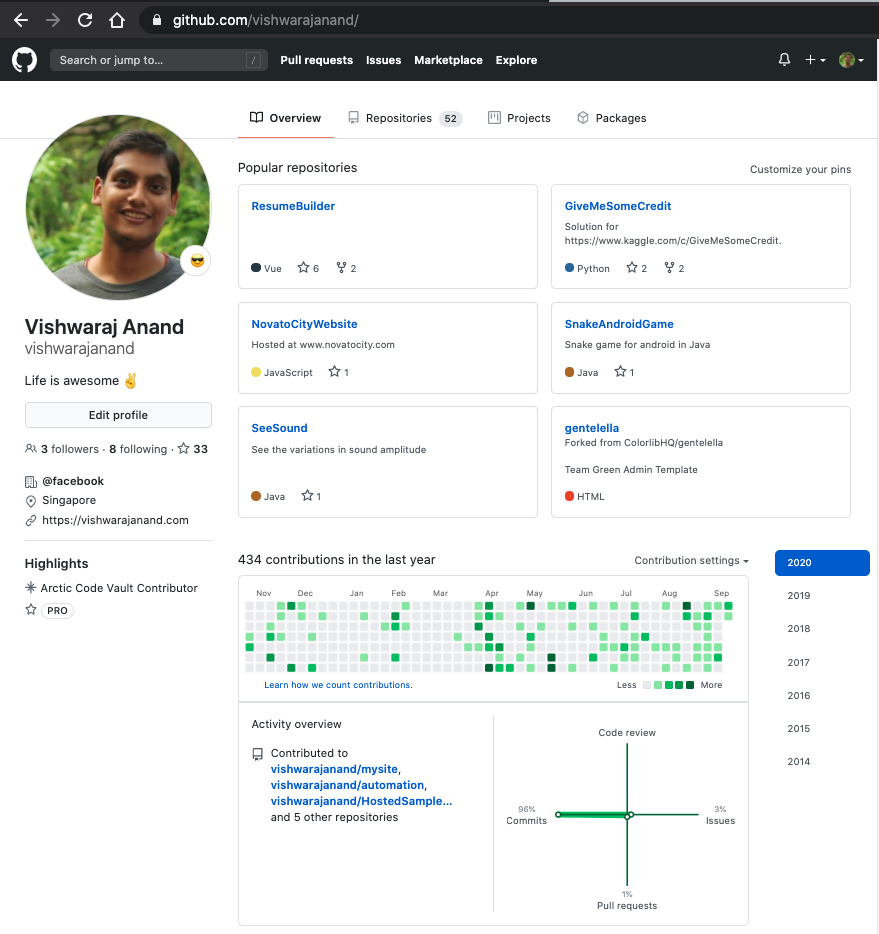 github.com/vishwarajanand/
Search or jump to...
/
Pull requests
Issues
Marketplace
Explore
Overview
Repositories 52
Projects
Packages
Vishwaraj Anand
vishwarajanand
Life is awesome ✌️
Edit profile
3 followers · 8 following · 33
@facebook
Singapore
https://vishwarajanand.com
Highlights
Arctic Code Vault Contributor
PRO
Popular repositories
Customize your pins
ResumeBuilder
Vue 6 2
GiveMeSomeCredit
Solution for
https://www.kaggle.com/c/GiveMeSomeCredit.
Python 2 2
NovatoCityWebsite
Hosted at www.novatocity.com
JavaScript 1
SnakeAndroidGame
Snake game for android in Java
Java 1
SeeSound
See the variations in sound amplitude
Java 1
gentelella
Forked from ColorlibHQ/gentelella
Team Green Admin Template
HTML
434 contributions in the last year
Contribution settings
Nov Dec Jan Feb Mar Apr May Jun Jul Aug Sep
Learn how we count contributions.
Less More
Activity overview
Contributed to
vishwarajanand/mysite,
vishwarajanand/automation,
vishwarajanand/HostedSample...
and 5 other repositories
Code review
96%
Commits
3%
Issues
1%
Pull requests
2020
2019
2018
2017
2016
2015
2014